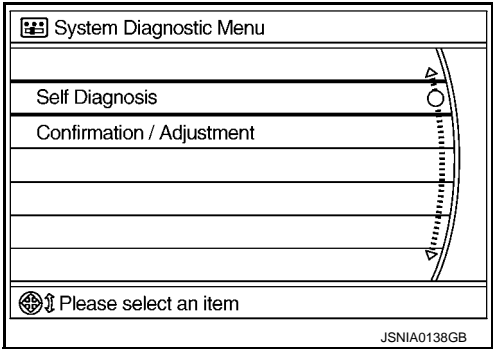 System Diagnostic Menu
Self Diagnosis
Confirmation / Adjustment
Please select an item
JSNIA0138GB